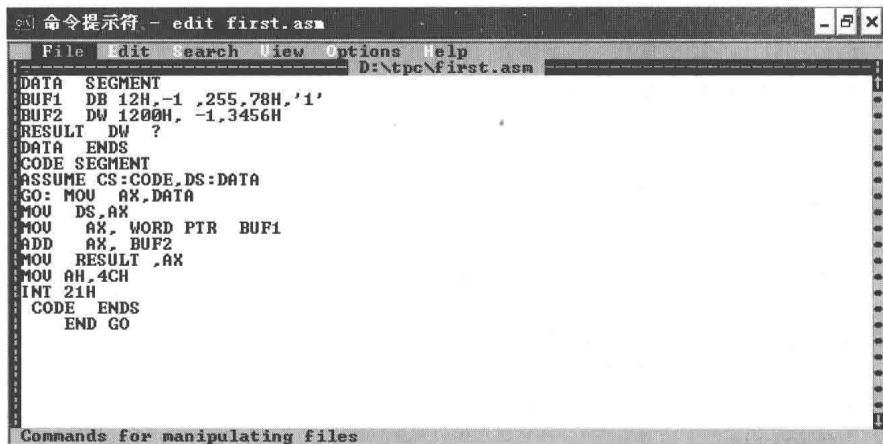 命令提示符 - edit first.asm
File Edit Search View Options Help
D:\tpc\first.asm
DATA SEGMENT
BUF1 DB 12H,-1 ,255,78H,'1'
BUF2 DW 1200H, -1,3456H
RESULT DW ?
DATA ENDS
CODE SEGMENT
ASSUME CS:CODE,DS:DATA
GO: MOV AX,DATA
MOV DS,AX
MOV AX, WORD PTR BUF1
ADD AX, BUF2
MOV RESULT ,AX
MOV AH,4CH
INT 21H
CODE ENDS
END GO
Commands for manipulating files